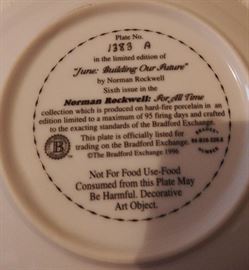 Plate No.
1383 A
in the limited edition of
"June: Building Our Future"
by Norman Rockwell
Sixth issue in the
Norman Rockwell: For All Time
collection which is produced on hard-fire porcelain in an
edition limited to a maximum of 95 firing days and crafted
to the exacting standards of the Bradford Exchange.
This plate is officially listed for
trading on the Bradford Exchange.
©The Bradford Exchange 1996
B
BRADEX
NUMBER
Not For Food Use-Food
Consumed from this Plate May
Be Harmful. Decorative
Art Object.